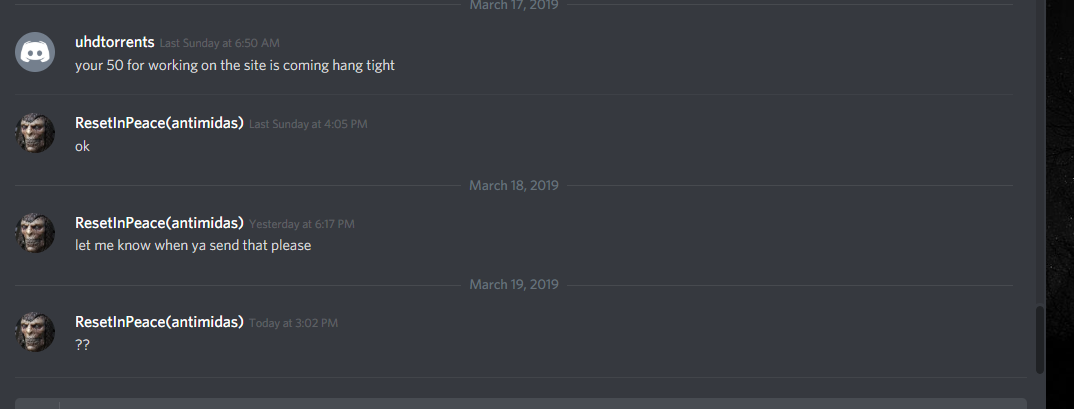 March 17, 2019
uhdtorrents Last Sunday at 6:50 AM
your 50 for working on the site is coming hang tight
ResetInPeace(antimidas) Last Sunday at 4:05 PM
ok
March 18, 2019
ResetInPeace(antimidas) Yesterday at 6:17 PM
let me know when ya send that please
March 19, 2019
ResetInPeace(antimidas) Today at 3:02 PM
??